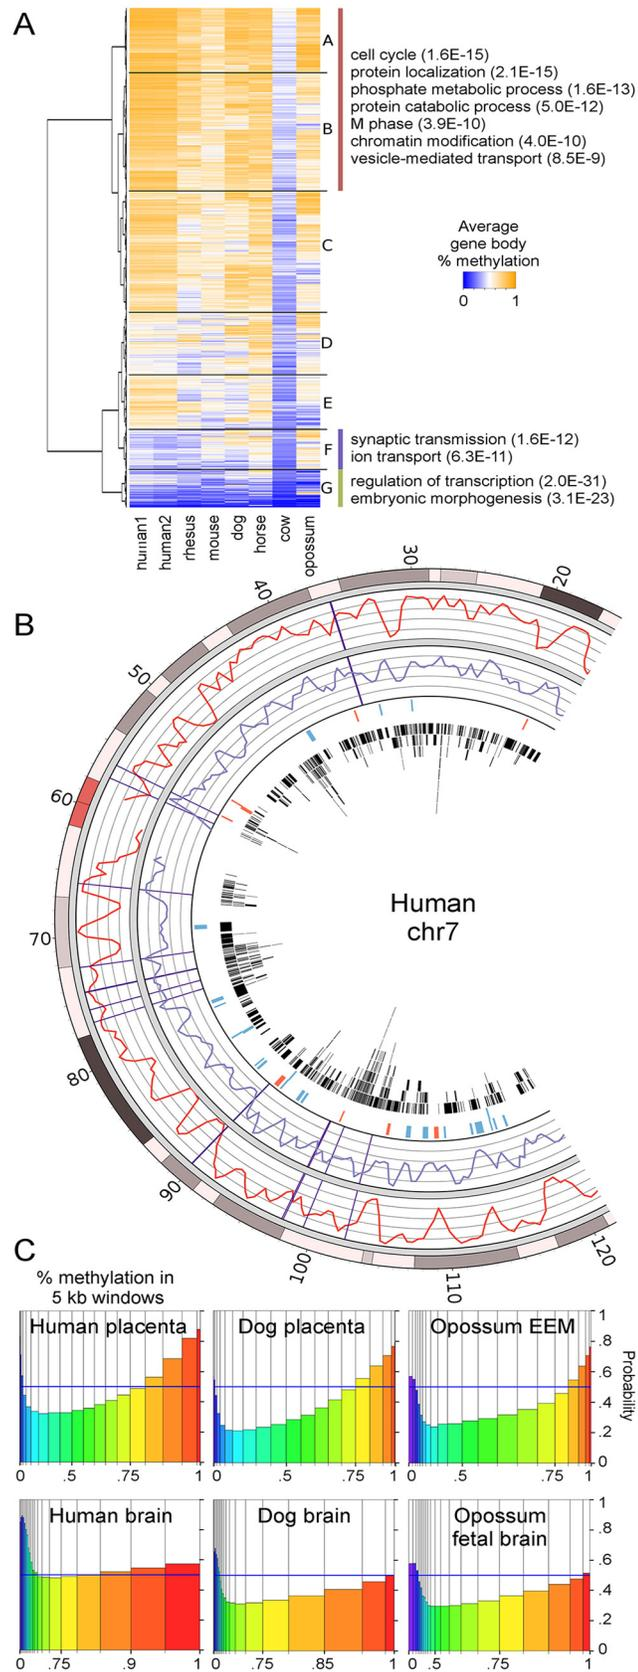 A
A
B
C
D
E
F
G
cell cycle (1.6E-15)
protein localization (2.1E-15)
phosphate metabolic process (1.6E-13)
protein catabolic process (5.0E-12)
M phase (3.9E-10)
chromatin modification (4.0E-10)
vesicle-mediated transport (8.5E-9)
Average
gene body
% methylation
0 1
synaptic transmission (1.6E-12)
ion transport (6.3E-11)
regulation of transcription (2.0E-31)
embryonic morphogenesis (3.1E-23)
human1
human2
rhesus
mouse
dog
horse
cow
opossum
B
20
30
40
50
60
70
80
90
100
110
120
Human
chr7
C
% methylation in
5 kb windows
Human placenta
0 .5 .75 1
Dog placenta
0 .5 .75 1
Opossum EEM
0 .5 .75 1
1
.8
.6
.4
.2
0
Probability
Human brain
0 .75 .9 1
Dog brain
0 .75 .85 1
Opossum
fetal brain
0 .5 .75 1
1
.8
.6
.4
.2
0